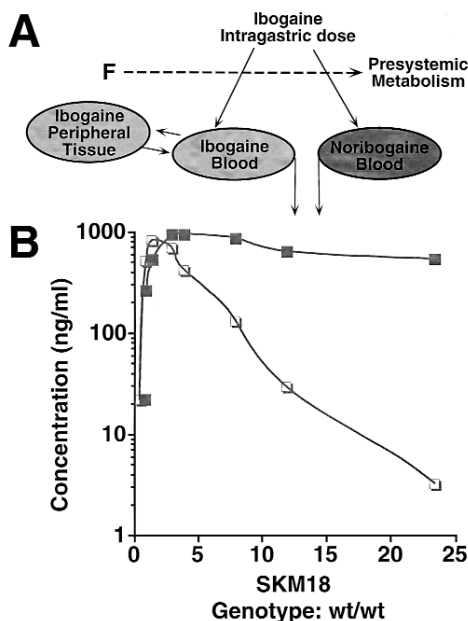 A
Ibogaine
Intragastric dose
F
Presystemic
Metabolism
Ibogaine
Peripheral
Tissue
Ibogaine
Blood
Noribogaine
Blood
B
Concentration (ng/ml)
1000
100
10
1
0
5
10
15
20
25
SKM18
Genotype: wt/wt